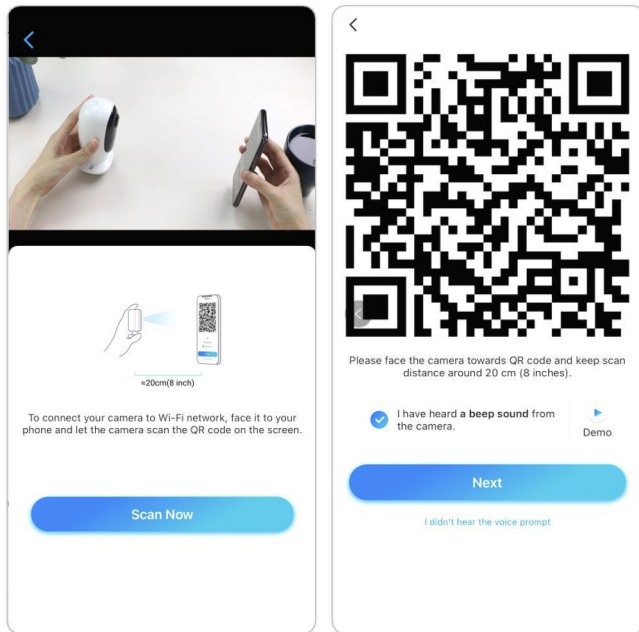 ≈20cm(8 inch)
To connect your camera to Wi-Fi network, face it to your
phone and let the camera scan the QR code on the screen.
Scan Now
Please face the camera towards QR code and keep scan
distance around 20 cm (8 inches).
I have heard a beep sound from
the camera.
Demo
Next
I didn't hear the voice prompt